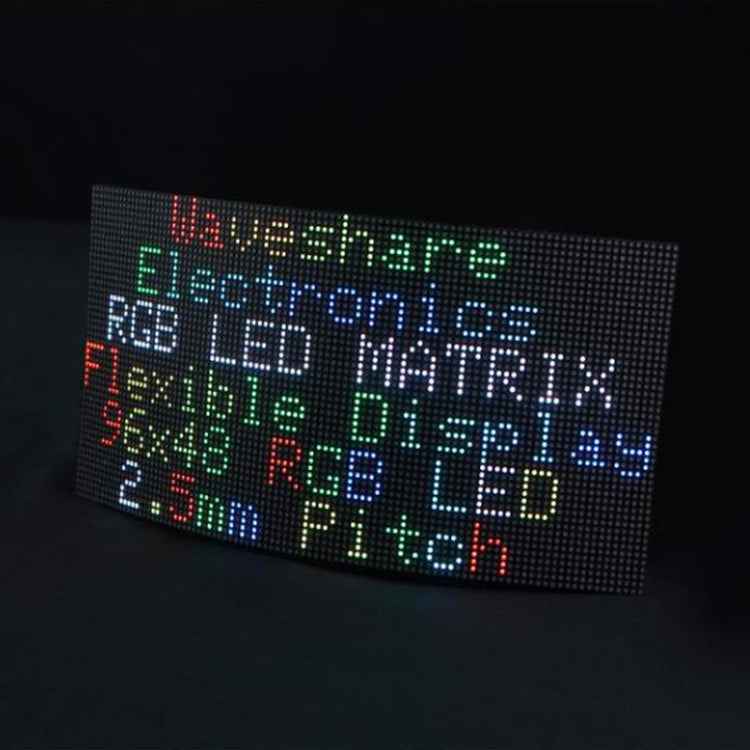 Waveshare
Electronics
RGB LED MATRIX
Flexible Display
96x48 RGB LED
2.5mm Pitch